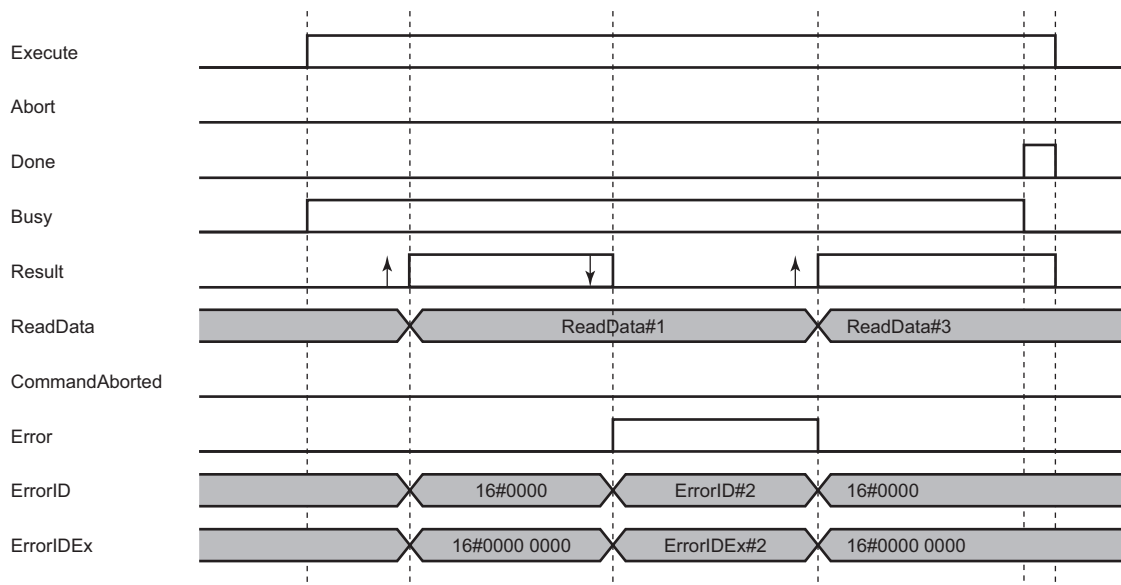 Execute
Abort
Done
Busy
Result
ReadData ReadData#1 ReadData#3
CommandAborted
Error
ErrorID 16#0000 ErrorID#2 16#0000
ErrorIDEx 16#0000 0000 ErrorIDEx#2 16#0000 0000